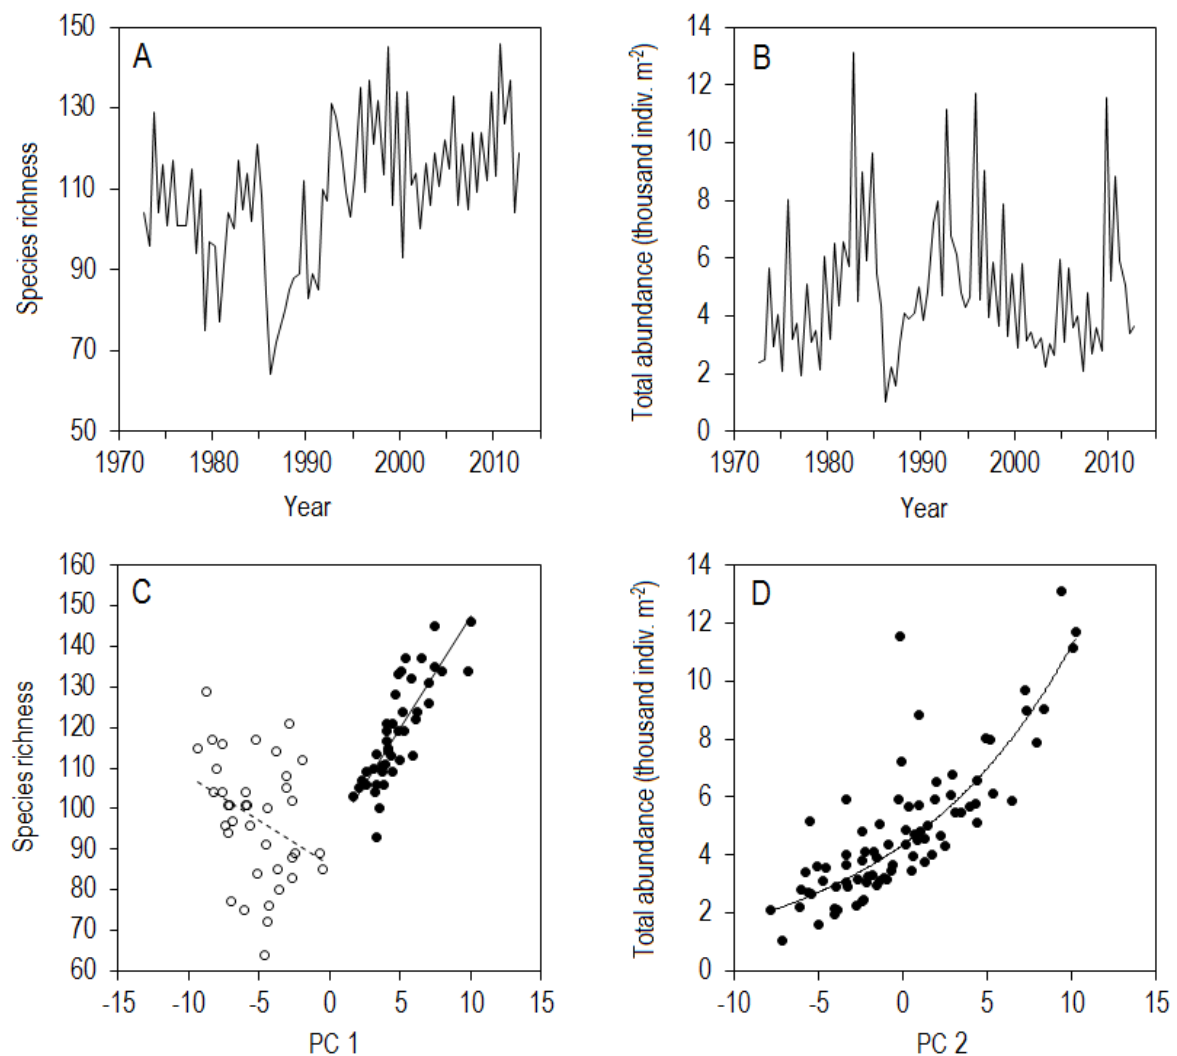 A
Species richness
150
130
110
90
70
50
1970 1980 1990 2000 2010
Year
B
Total abundance (thousand indiv. m-2)
14
12
10
8
6
4
2
0
1970 1980 1990 2000 2010
Year
C
Species richness
160
150
140
130
120
110
100
90
80
70
60
-15 -10 -5 0 5 10 15
PC 1
D
Total abundance (thousand indiv. m-2)
14
12
10
8
6
4
2
0
-10 -5 0 5 10 15
PC 2